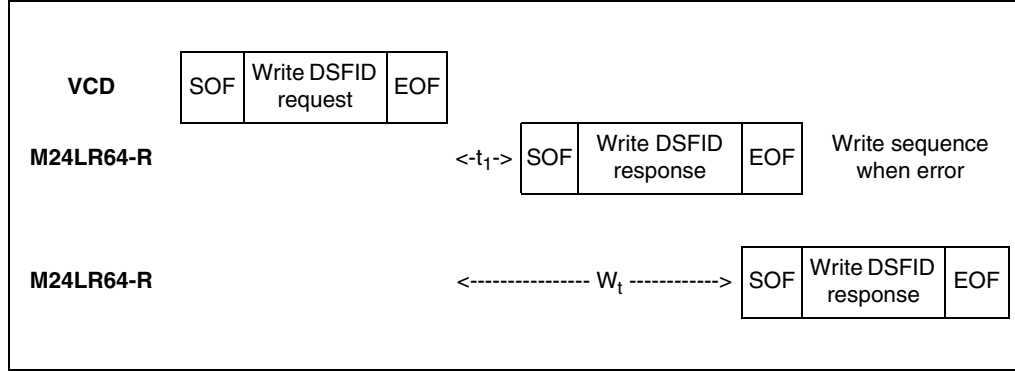 VCD SOF Write DSFID request EOF
M24LR64-R <-t1-> SOF Write DSFID response EOF Write sequence when error
M24LR64-R <---------------- Wt ------------> SOF Write DSFID response EOF